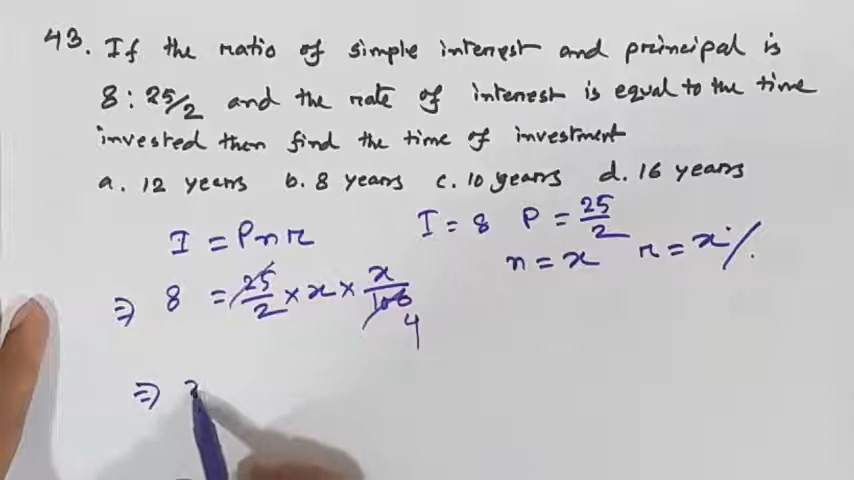 43. If the ratio of simple interest and principal is
8 : 25/2 and the rate of interest is equal to the time
invested then find the time of investment
a. 12 years b. 8 years c. 10 years d. 16 years
I = Pnr I = 8 P = 25/2
n = x r = x%
⇒ 8 = 25/2 × x × x/100
4
⇒